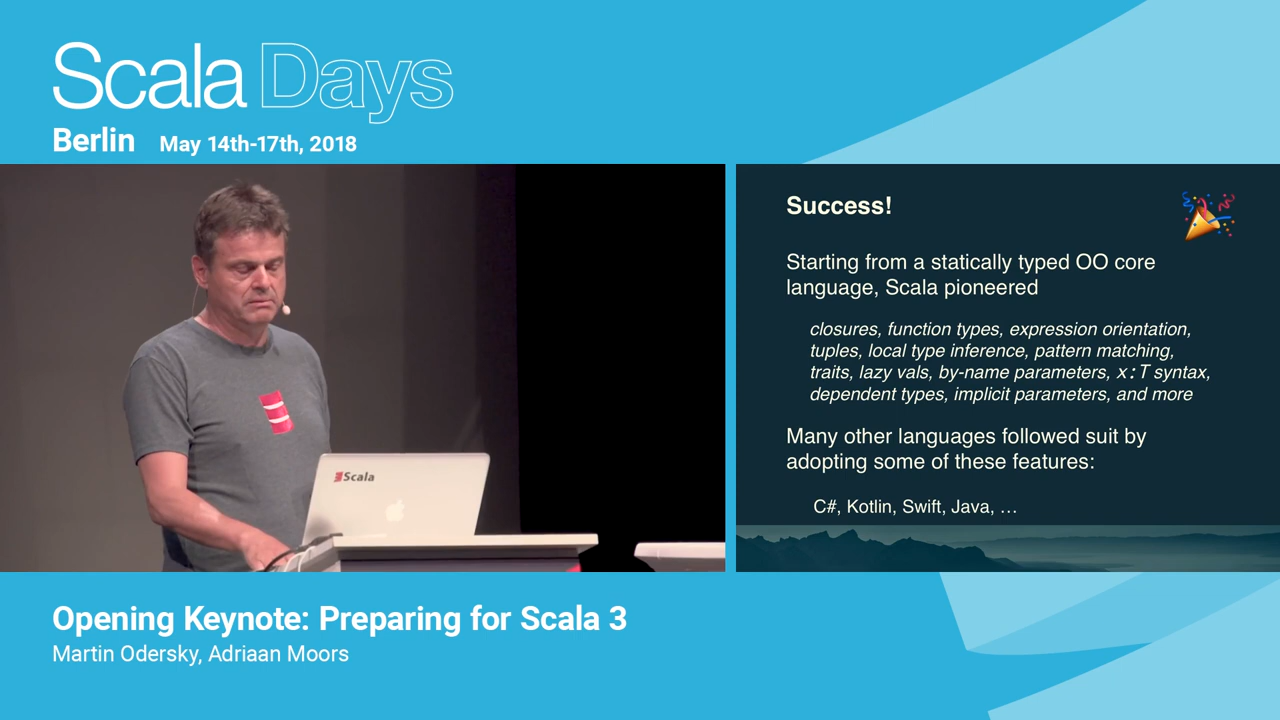 Scala Days
Berlin May 14th-17th, 2018
Scala
Success!
Starting from a statically typed OO core
language, Scala pioneered
closures, function types, expression orientation,
tuples, local type inference, pattern matching,
traits, lazy vals, by-name parameters, x:T syntax,
dependent types, implicit parameters, and more
Many other languages followed suit by
adopting some of these features:
C#, Kotlin, Swift, Java, …
Opening Keynote: Preparing for Scala 3
Martin Odersky, Adriaan Moors